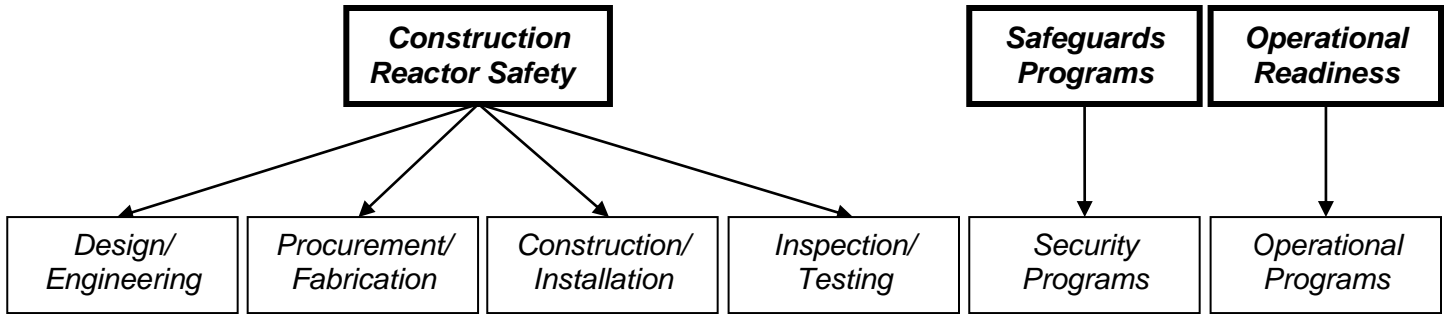 Construction
Reactor Safety
Safeguards
Programs
Operational
Readiness
Design/
Engineering
Procurement/
Fabrication
Construction/
Installation
Inspection/
Testing
Security
Programs
Operational
Programs